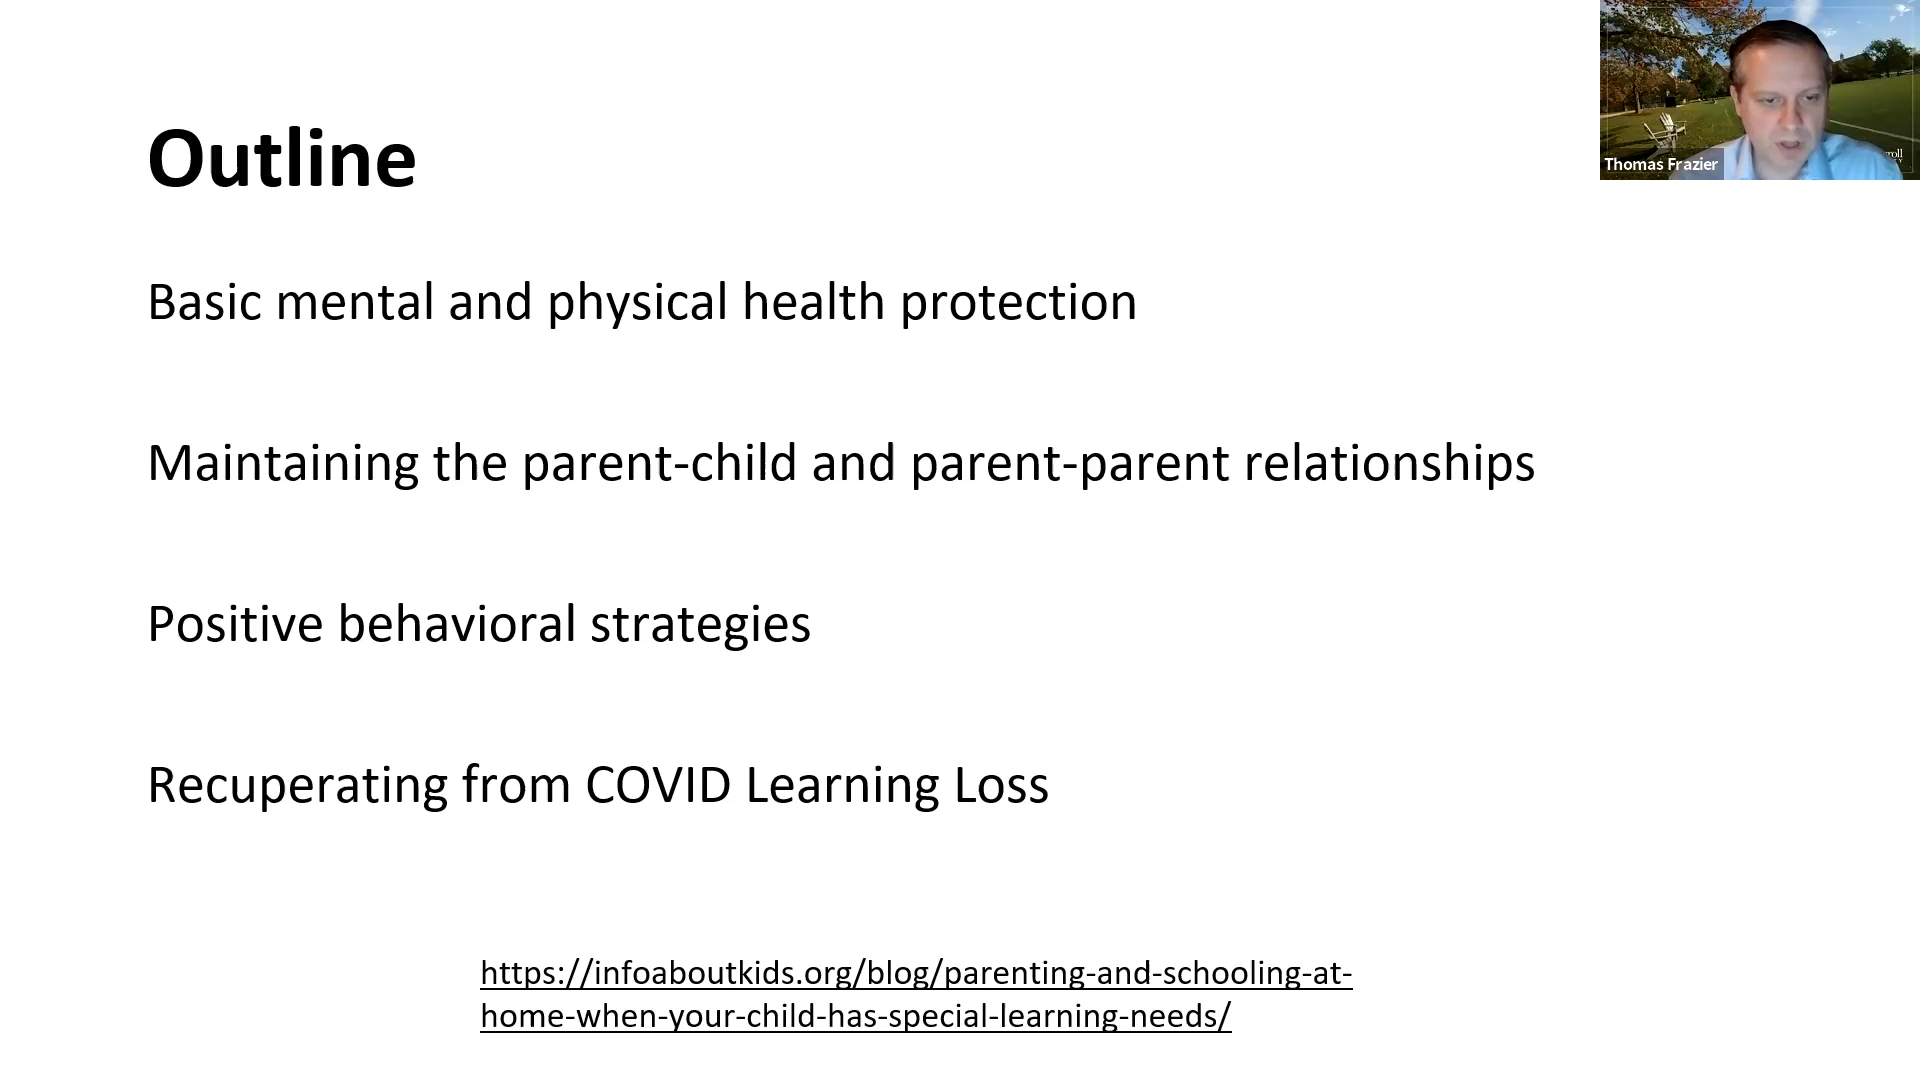 Outline
Thomas Frazier
Basic mental and physical health protection
Maintaining the parent-child and parent-parent relationships
Positive behavioral strategies
Recuperating from COVID Learning Loss
https://infoaboutkids.org/blog/parenting-and-schooling-at-
home-when-your-child-has-special-learning-needs/